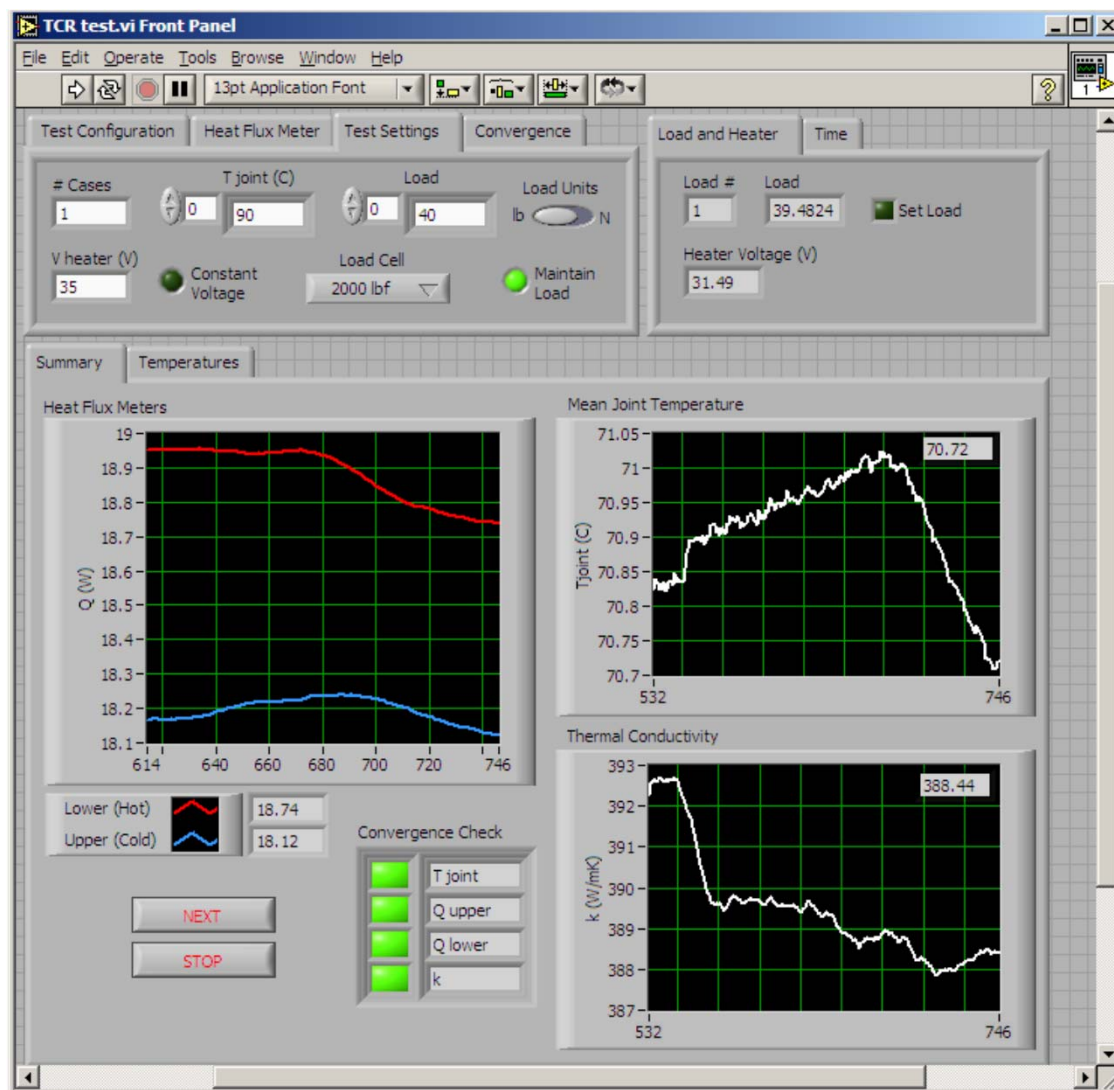 TCR test.vi Front Panel
File Edit Operate Tools Browse Window Help
13pt Application Font
1
Test Configuration Heat Flux Meter Test Settings Convergence
Load and Heater Time
# Cases T joint (C) Load Load Units
1 0 90 0 40 lb N
V heater (V) Constant Voltage Load Cell Maintain Load
35 2000 lbf
Load # Load
1 39.4824 Set Load
Heater Voltage (V)
31.49
Summary Temperatures
Heat Flux Meters
19
18.9
18.8
18.7
18.6
18.5
18.4
18.3
18.2
18.1
Q (W)
614 640 660 680 700 720 746
Lower (Hot) 18.74
Upper (Cold) 18.12
NEXT
STOP
Convergence Check
T joint
Q upper
Q lower
k
Mean Joint Temperature
70.72
71.05
71
70.95
70.9
70.85
70.8
70.75
70.7
Tjoint (C)
532 746
Thermal Conductivity
388.44
393
392
391
390
389
388
387
k (W/mK)
532 746